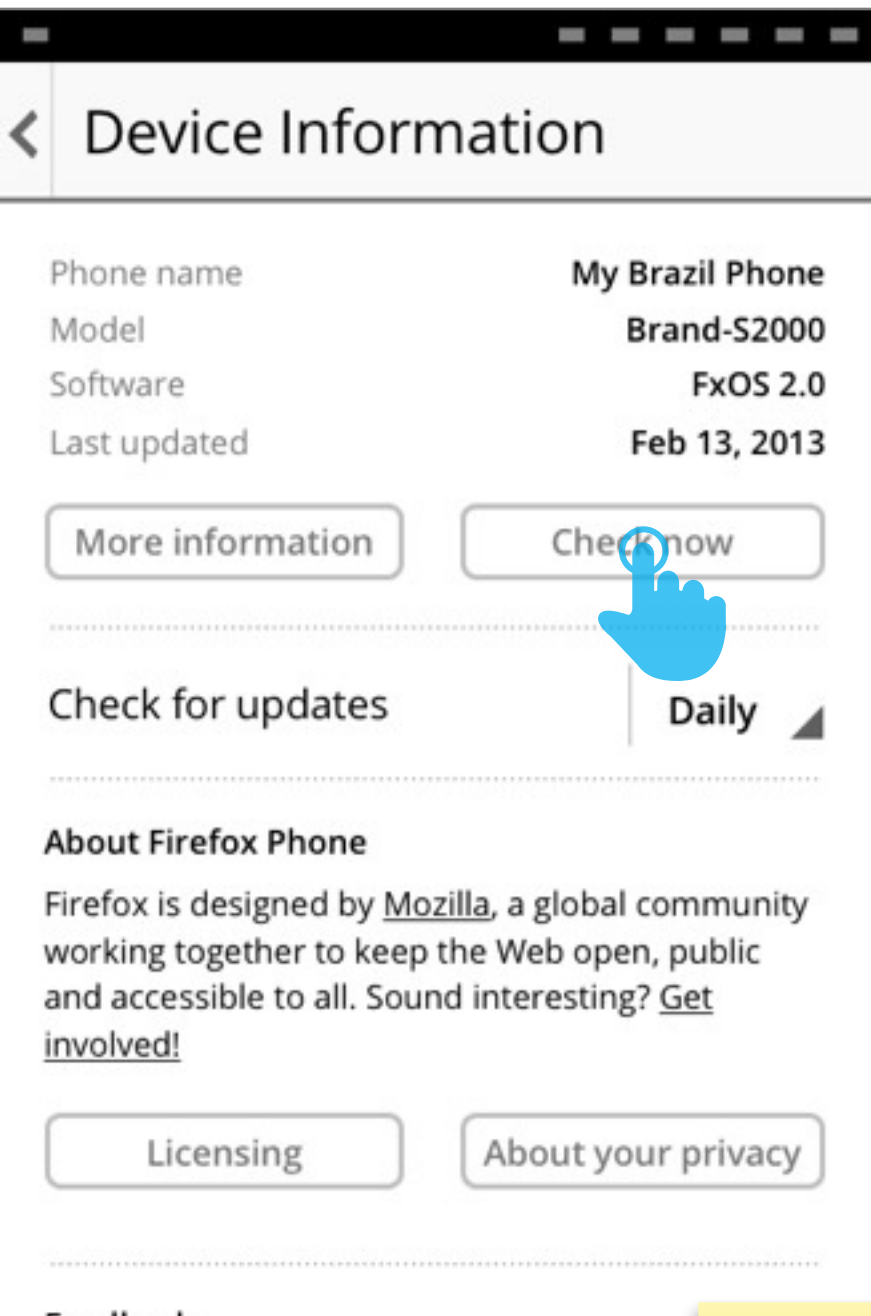 Device Information
Phone name My Brazil Phone
Model Brand-S2000
Software FxOS 2.0
Last updated Feb 13, 2013
More information Check now
Check for updates Daily
About Firefox Phone
Firefox is designed by Mozilla, a global community
working together to keep the Web open, public
and accessible to all. Sound interesting? Get
involved!
Licensing About your privacy